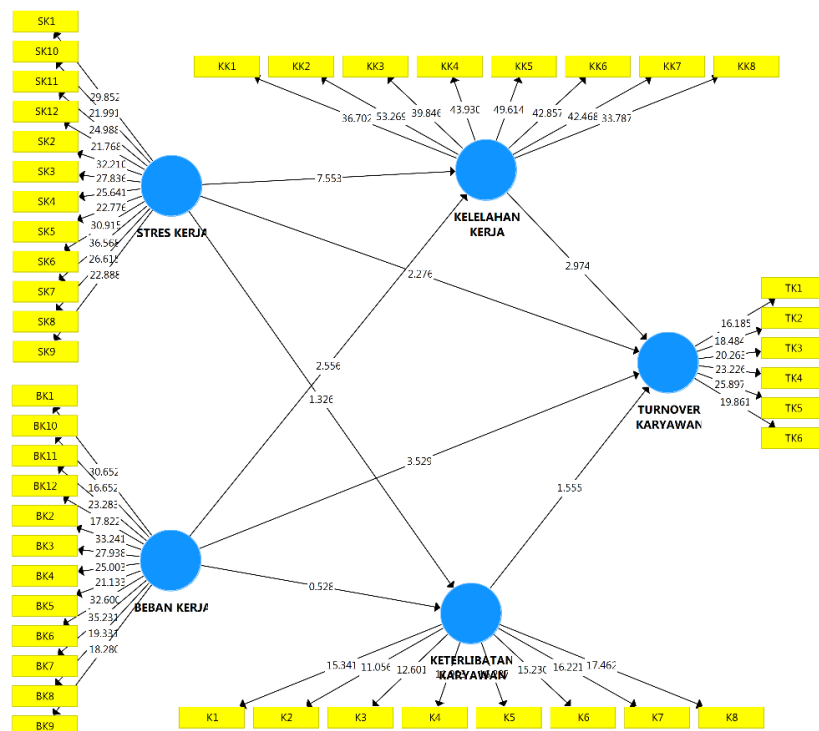 SK1
SK10
SK11
SK12
SK2
SK3
SK4
SK5
SK6
SK7
SK8
SK9
29.852
21.991
24.988
21.768
32.210
27.836
25.641
22.776
30.915
36.568
26.615
22.888
STRES KERJA
KK1
KK2
KK3
KK4
KK5
KK6
KK7
KK8
36.702
53.269
39.846
43.930
49.614
42.857
42.468
33.787
KELELAHAN
KERJA
7.553
2.276
2.974
2.556
1.326
3.529
1.555
0.528
TK1
TK2
TK3
TK4
TK5
TK6
16.185
18.484
20.263
23.226
25.897
19.861
TURNOVER
KARYAWAN
BK1
BK10
BK11
BK12
BK2
BK3
BK4
BK5
BK6
BK7
BK8
BK9
30.652
16.652
23.283
17.822
33.241
27.938
25.003
21.133
32.600
35.231
19.331
18.280
BEBAN KERJA
KETERLIBATAN
KARYAWAN
15.341
11.056
12.601
15.230
16.221
17.462
K1
K2
K3
K4
K5
K6
K7
K8